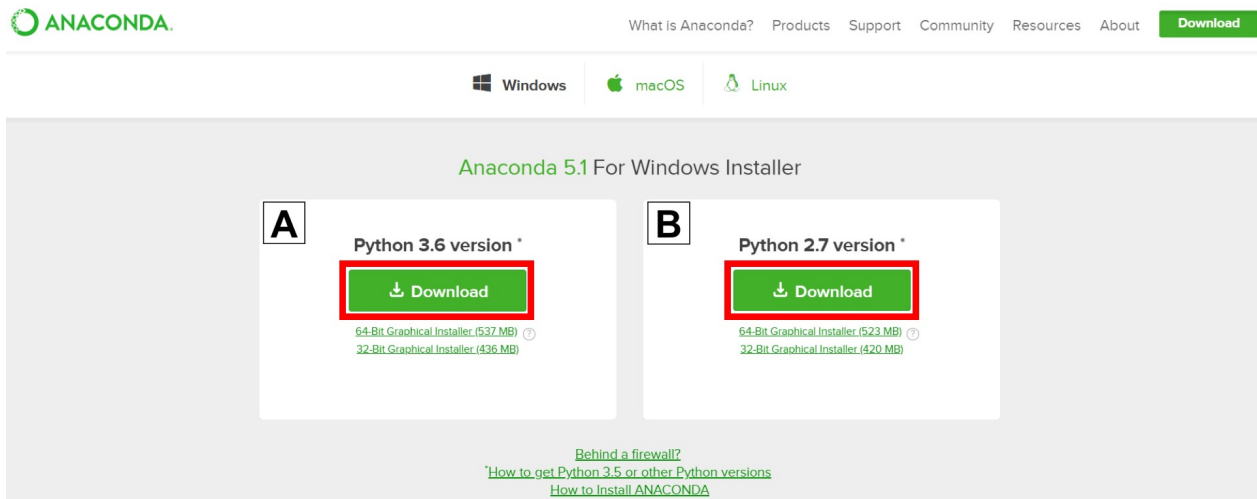 ANACONDA.
What is Anaconda? Products Support Community Resources About Download
Windows macOS Linux
Anaconda 5.1 For Windows Installer
A
Python 3.6 version *
Download
64-Bit Graphical Installer (537 MB) ?
32-Bit Graphical Installer (436 MB)
B
Python 2.7 version *
Download
64-Bit Graphical Installer (523 MB) ?
32-Bit Graphical Installer (420 MB)
Behind a firewall?
*How to get Python 3.5 or other Python versions
How to Install ANACONDA